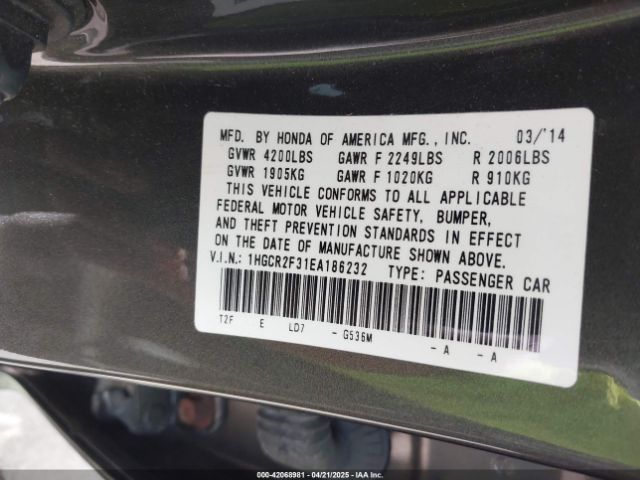 MFD. BY HONDA OF AMERICA MFG., INC. 03/'14
GVWR 4200LBS GAWR F 2249LBS R 2006LBS
GVWR 1905KG GAWR F 1020KG R 910KG
THIS VEHICLE CONFORMS TO ALL APPLICABLE
FEDERAL MOTOR VEHICLE SAFETY, BUMPER,
AND THEFT PREVENTION STANDARDS IN EFFECT
ON THE DATE OF MANUFACTURE SHOWN ABOVE.
V.I.N.: 1HGCR2F31EA186232 TYPE: PASSENGER CAR
T2F E LD7 - G536M - A - A
000-42068981 - 04/21/2025 - IAA Inc.